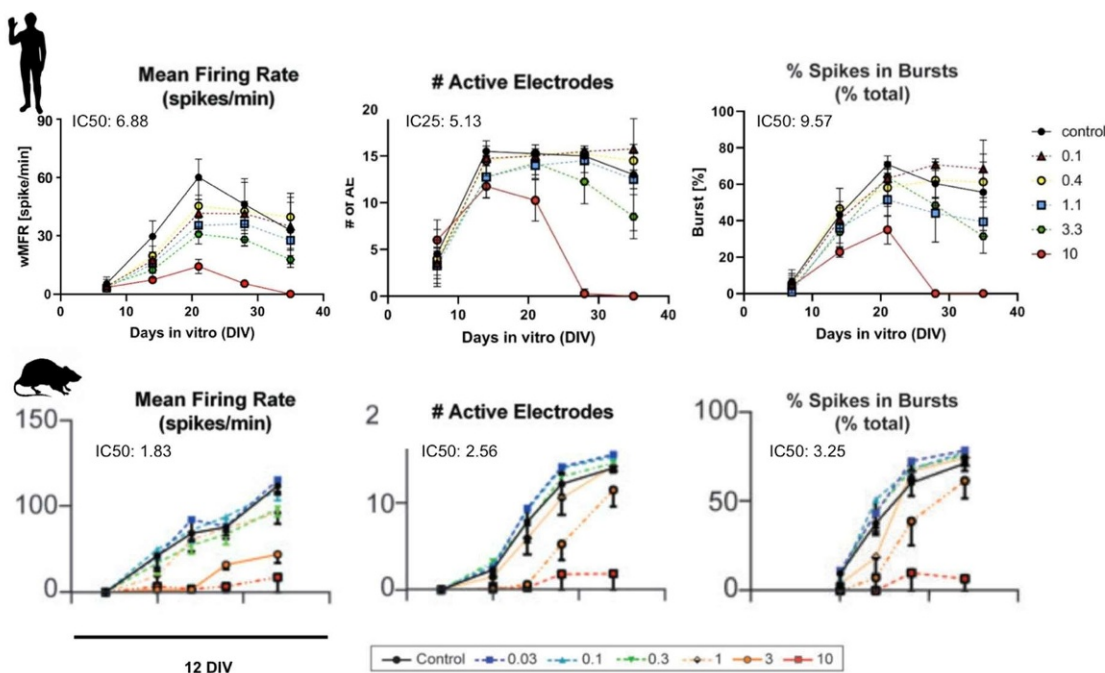 Mean Firing Rate
(spikes/min)
IC50: 6.88
wMFR [spike/min]
90
60
30
0
0 10 20 30 40
Days in vitro (DIV)
# Active Electrodes
IC25: 5.13
# of AE
20
15
10
5
0
0 10 20 30 40
Days in vitro (DIV)
% Spikes in Bursts
(% total)
IC50: 9.57
Burst [%]
100
80
60
40
20
0
0 10 20 30 40
Days in vitro (DIV)
control
0.1
0.4
1.1
3.3
10
Mean Firing Rate
(spikes/min)
150
IC50: 1.83
100
50
0
12 DIV
# Active Electrodes
2
IC50: 2.56
10
0
% Spikes in Bursts
(% total)
100
IC50: 3.25
50
0
Control 0.03 0.1 0.3 1 3 10